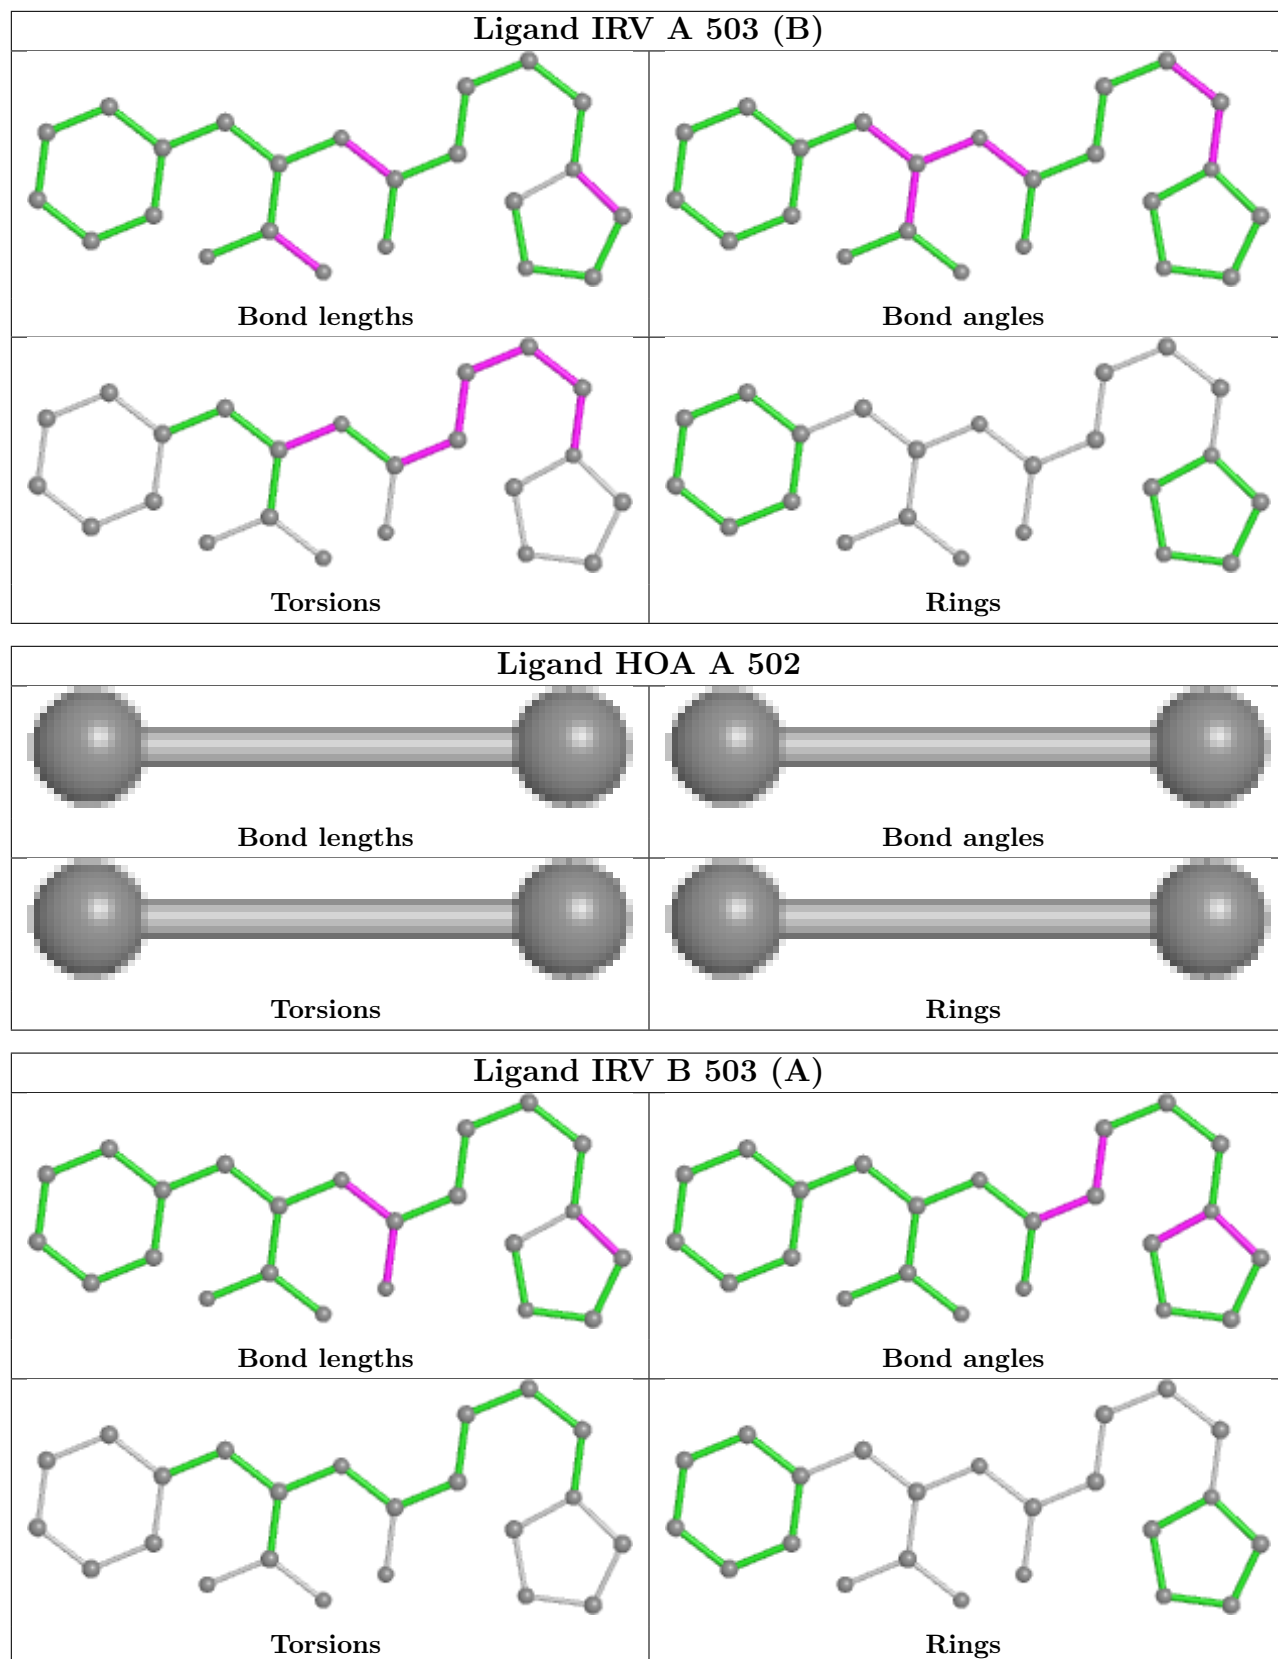 Ligand IRV A 503 (B)
Bond lengths
Bond angles
Torsions
Rings
Ligand HOA A 502
Bond lengths
Bond angles
Torsions
Rings
Ligand IRV B 503 (A)
Bond lengths
Bond angles
Torsions
Rings